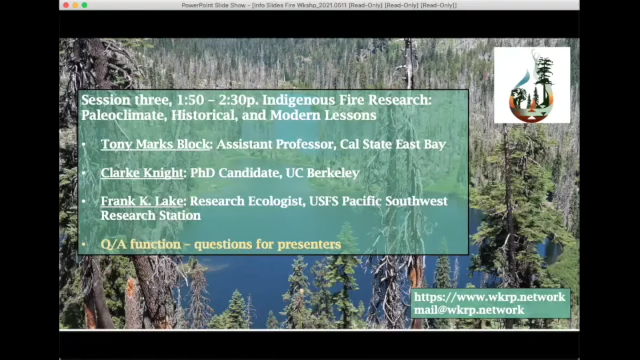 PowerPoint Slide Show - [Info Slides Fire Wkshp_2021.0511 [Read-Only] [Read-Only] [Read-Only]]
Session three, 1:50 – 2:30p. Indigenous Fire Research:
Paleoclimate, Historical, and Modern Lessons
• Tony Marks Block: Assistant Professor, Cal State East Bay
• Clarke Knight: PhD Candidate, UC Berkeley
• Frank K. Lake: Research Ecologist, USFS Pacific Southwest
Research Station
• Q/A function – questions for presenters
https://www.wkrp.network
mail@wkrp.network